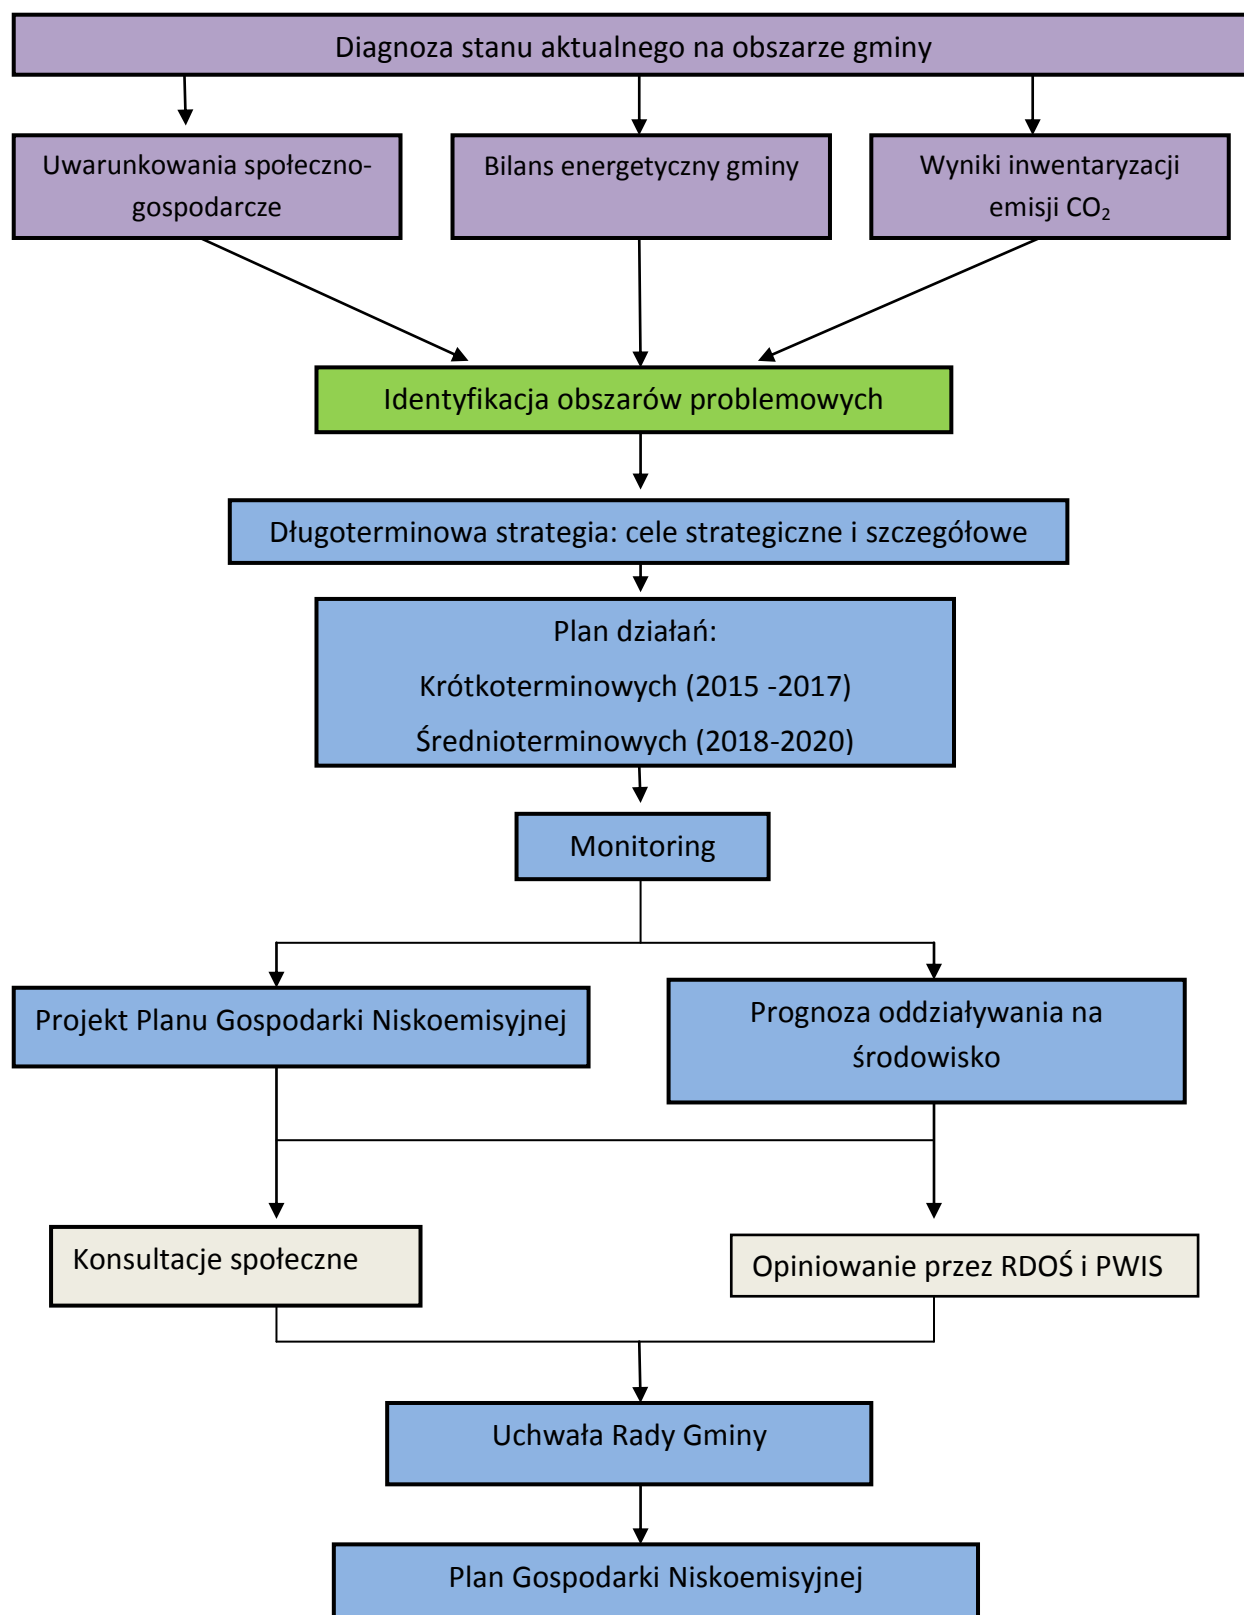 Diagnoza stanu aktualnego na obszarze gminy
Uwarunkowania społeczno-
gospodarcze
Bilans energetyczny gminy
Wyniki inwentaryzacji
emisji CO₂
Identyfikacja obszarów problemowych
Długoterminowa strategia: cele strategiczne i szczegółowe
Plan działań:
Krótkoterminowych (2015 -2017)
Średnioterminowych (2018-2020)
Monitoring
Projekt Planu Gospodarki Niskoemisyjnej
Prognoza oddziaływania na
środowisko
Konsultacje społeczne
Opiniowanie przez RDOŚ i PWIS
Uchwała Rady Gminy
Plan Gospodarki Niskoemisyjnej